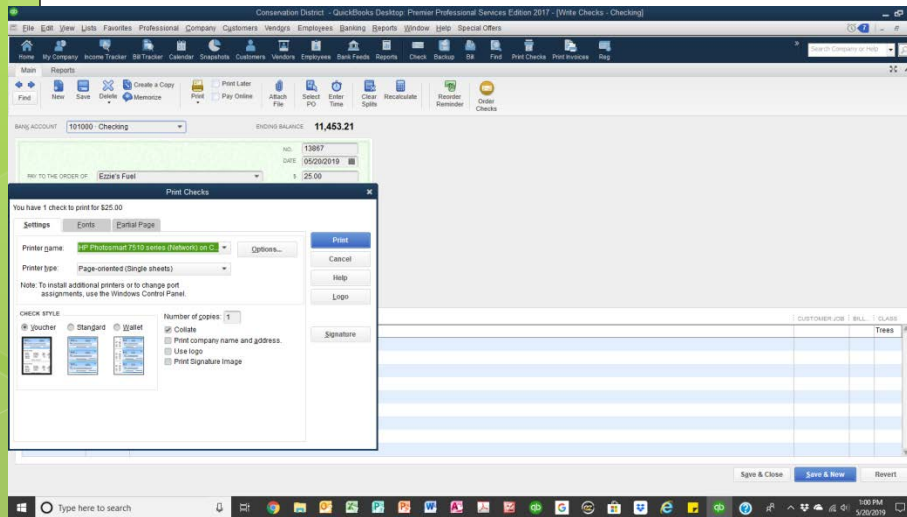 Conservation District - QuickBooks Desktop: Premier Professional Services Edition 2017 - [Write Checks - Checking]
File Edit View Lists Favorites Professional Company Customers Vendors Employees Banking Reports Window Help Special Offers
Home My Company Income Tracker Bill Tracker Calendar Snapshots Customers Vendors Employees Bank Feeds Reports Check Backup Bill Find Print Checks Print Invoices Reg
Search Company or Help
Main Reports
Find New Save Delete Create a Copy Memorize Print Print Later Pay Online Attach File Select PO Enter Time Clear Splits Recalculate Reorder Reminder Order Checks
BANK ACCOUNT 101000 · Checking ENDING BALANCE 11,453.21
NO. 13867
DATE 05/20/2019
PAY TO THE ORDER OF Ezzie's Fuel $ 25.00
Print Checks
You have 1 check to print for $25.00
Settings Fonts Partial Page
Printer name: HP Photosmart 7510 series (Network) on C... Options... Print
Cancel
Printer type: Page-oriented (Single sheets) Help
Note: To install additional printers or to change port
assignments, use the Windows Control Panel. Logo
CHECK STYLE Number of copies: 1
Voucher Standard Wallet Collate Signature
Print company name and address.
Use logo
Print Signature Image
CUSTOMER:JOB BILL... CLASS
Trees
Save & Close Save & New Revert
Type here to search
1:00 PM
5/20/2019